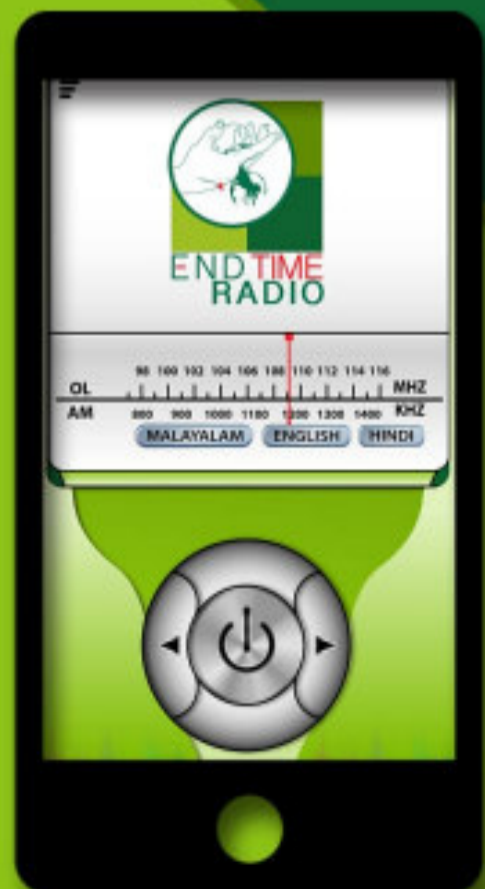 END TIME
RADIO
98 100 102 104 106 108 110 112 114 116
OL MHZ
AM 800 900 1000 1100 1200 1300 1400 KHZ
MALAYALAM ENGLISH HINDI